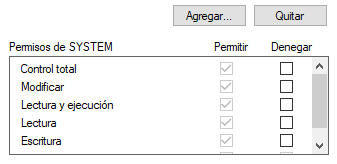 Agregar... Quitar
Permisos de SYSTEM Permitir Denegar
Control total
Modificar
Lectura y ejecución
Lectura
Escritura